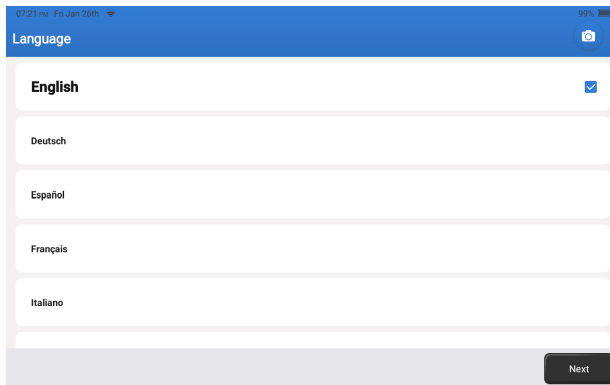 07:21 PM Fri Jan 26th 99%
Language
English
Deutsch
Español
Français
Italiano
Next